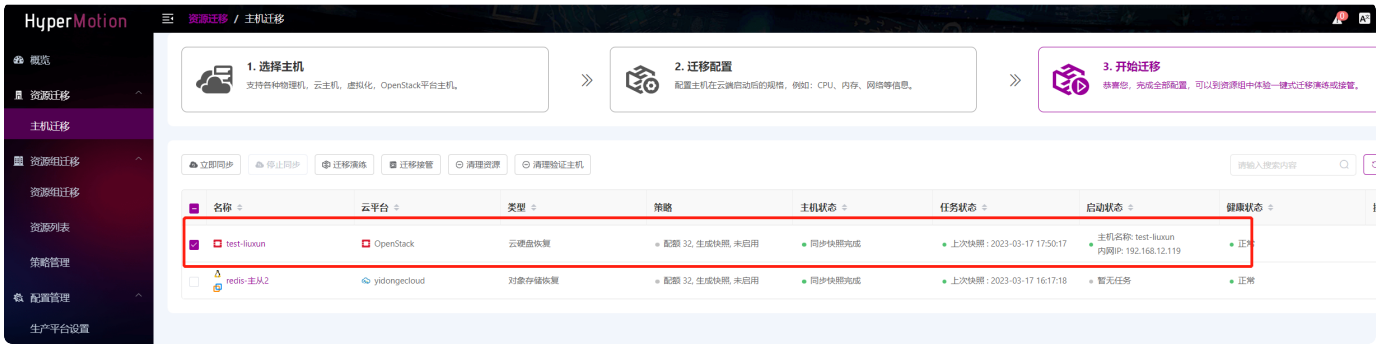 HyperMotion
资源迁移 / 主机迁移
0
概览
资源迁移
主机迁移
资源组迁移
资源组迁移
资源列表
策略管理
配置管理
生产平台设置
1. 选择主机
支持各种物理机，云主机，虚拟化，OpenStack平台主机。
2. 迁移配置
配置主机在云端启动后的规格，例如：CPU、内存、网络等信息。
3. 开始迁移
恭喜您，完成全部配置，可以到资源组中体验一键式迁移演练或接管。
立即同步 停止同步 迁移演练 迁移接管 清理资源 清理验证主机 请输入搜索内容
名称 云平台 类型 策略 主机状态 任务状态 启动状态 健康状态
test-liuxun OpenStack 云硬盘恢复 配额 32, 生成快照, 未启用 同步快照完成 上次快照 : 2023-03-17 17:50:17 主机名称: test-liuxun 正常
内网IP: 192.168.12.119
redis-主从2 yidongecloud 对象存储恢复 配额 32, 生成快照, 未启用 同步快照完成 上次快照 : 2023-03-17 16:17:18 暂无任务 正常